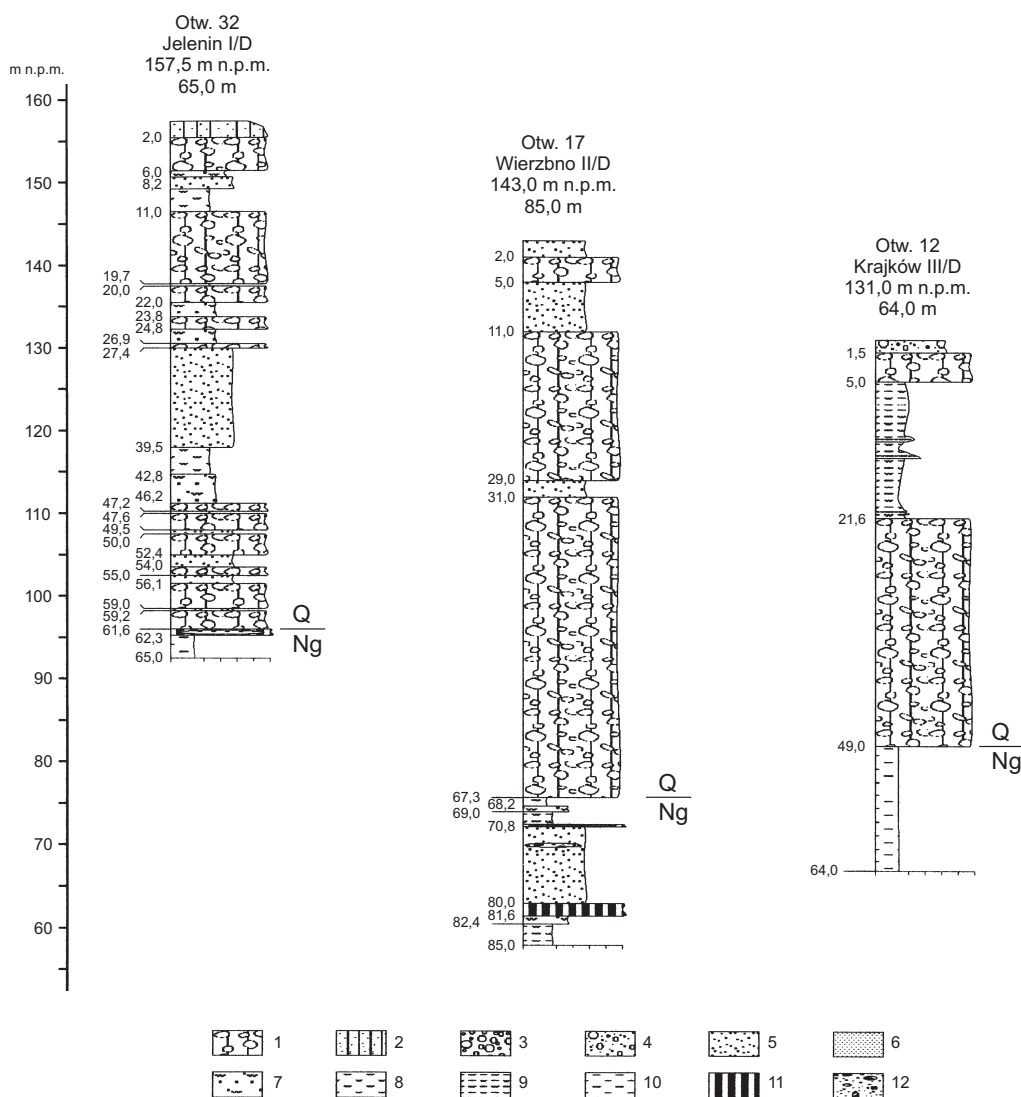 Otw. 32
Jelenin I/D
157,5 m n.p.m.
65,0 m
m n.p.m.
160
150
140
130
120
110
100
90
80
70
60
2,0
6,0
8,2
11,0
19,7
20,0
22,0
23,8
24,8
26,9
27,4
39,5
42,8
46,2
47,2
47,6
49,5
50,0
52,4
54,0
55,0
56,1
59,0
59,2
61,6
62,3
65,0
Q
Ng
Otw. 17
Wierzbno II/D
143,0 m n.p.m.
85,0 m
2,0
5,0
11,0
29,0
31,0
67,3
68,2
69,0
70,8
80,0
81,6
82,4
85,0
Q
Ng
Otw. 12
Krajków III/D
131,0 m n.p.m.
64,0 m
1,5
5,0
21,6
49,0
64,0
Q
Ng
1 2 3 4 5 6
7 8 9 10 11 12